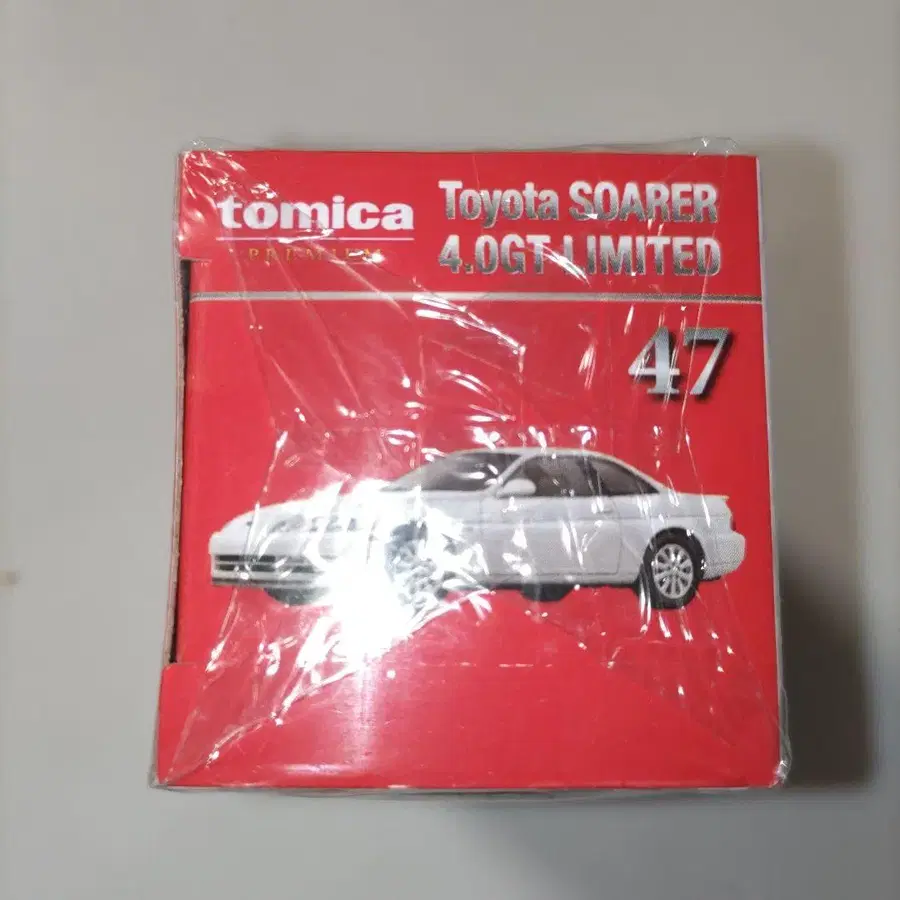 tomica
PREMIUM
Toyota SOARER
4.0GT LIMITED
47